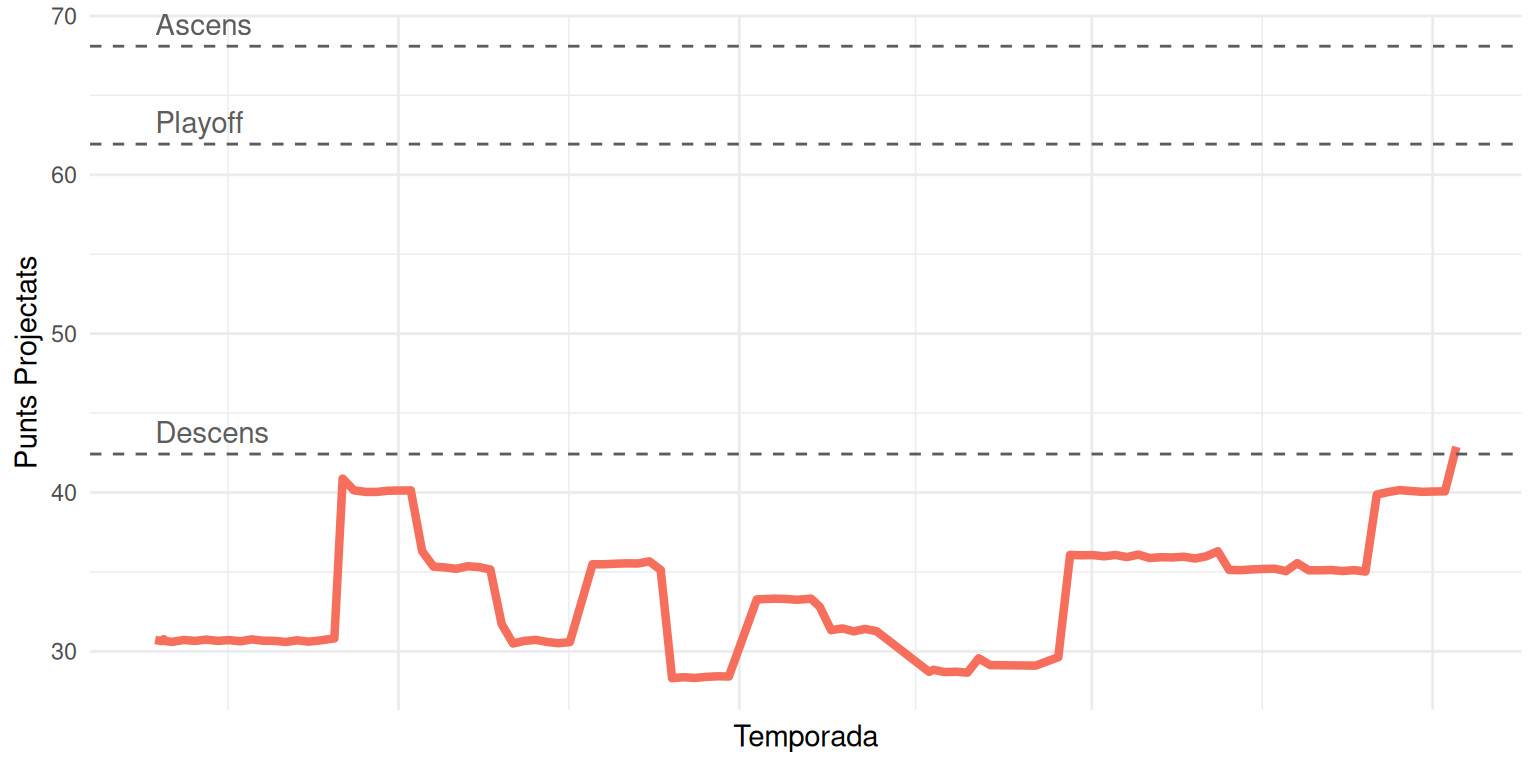 70
Ascens
Playoff
60
50
Descens
40
30
Punts Projectats
Temporada